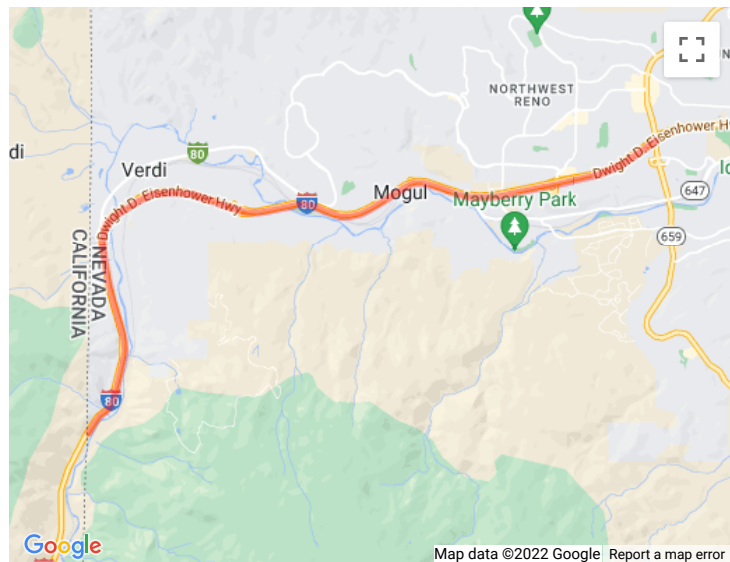 NORTHWEST
RENO
Dwight D. Eisenhower Hwy
80
Verdi
di
Mogul
80
Dwight D. Eisenhower Hwy
Mayberry Park
647
659
NEVADA
CALIFORNIA
80
Google
Map data ©2022 Google
Report a map error